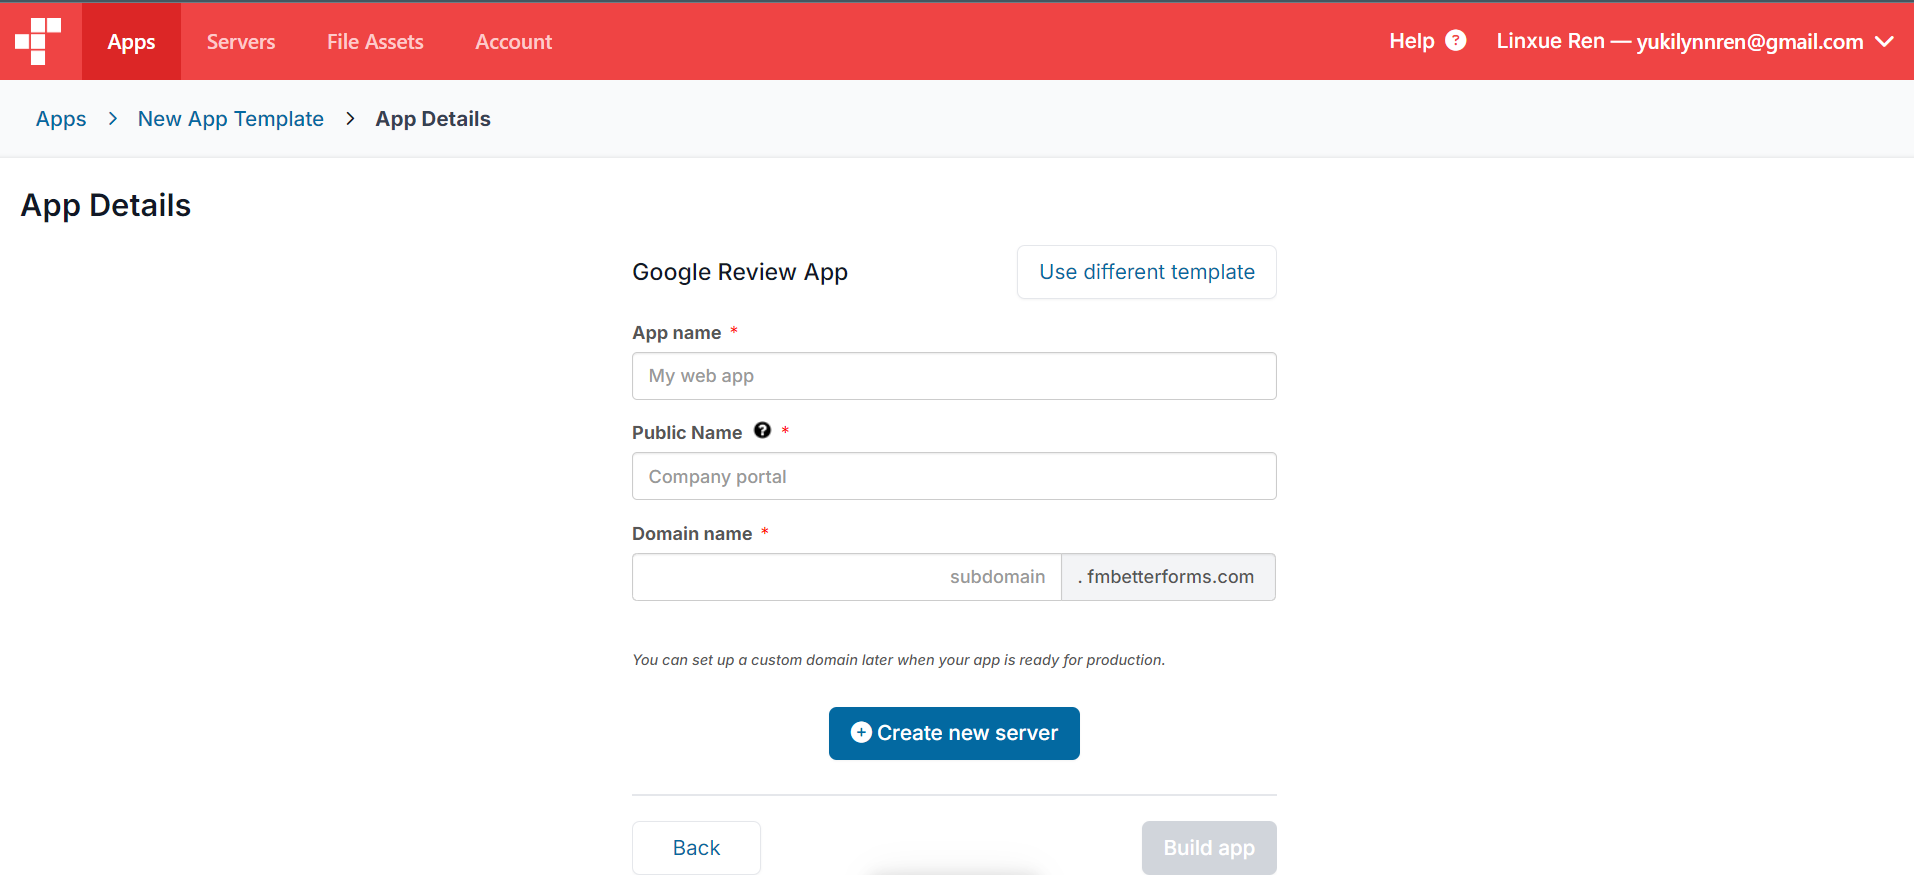 Apps Servers File Assets Account Help ? Linxue Ren — yukilynnren@gmail.com
Apps > New App Template > App Details
App Details
Google Review App Use different template
App name *
My web app
Public Name ? *
Company portal
Domain name *
subdomain . fmbetterforms.com
You can set up a custom domain later when your app is ready for production.
Create new server
Back Build app